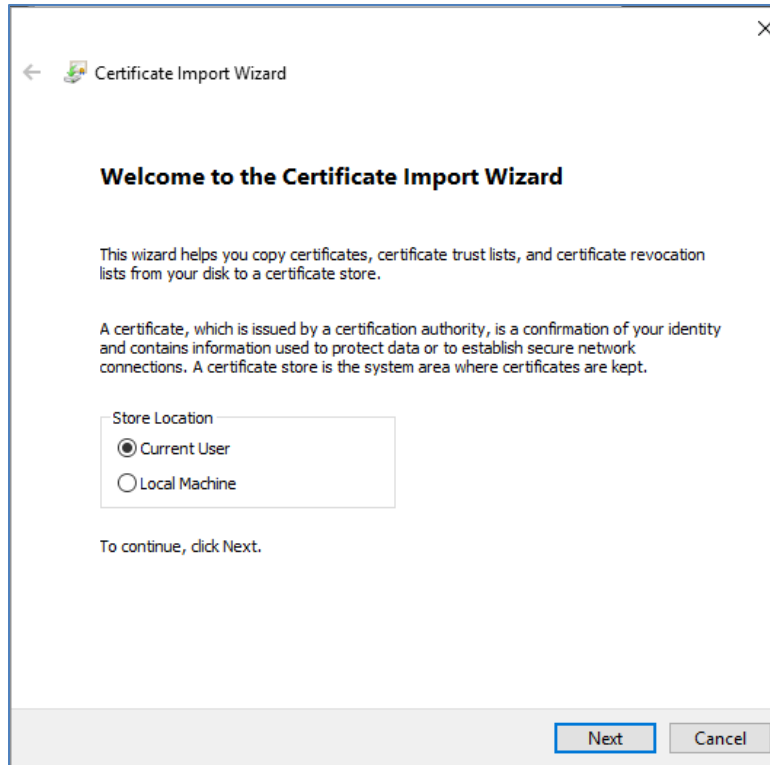 Certificate Import Wizard
Welcome to the Certificate Import Wizard
This wizard helps you copy certificates, certificate trust lists, and certificate revocation
lists from your disk to a certificate store.
A certificate, which is issued by a certification authority, is a confirmation of your identity
and contains information used to protect data or to establish secure network
connections. A certificate store is the system area where certificates are kept.
Store Location
Current User
Local Machine
To continue, click Next.
Next Cancel